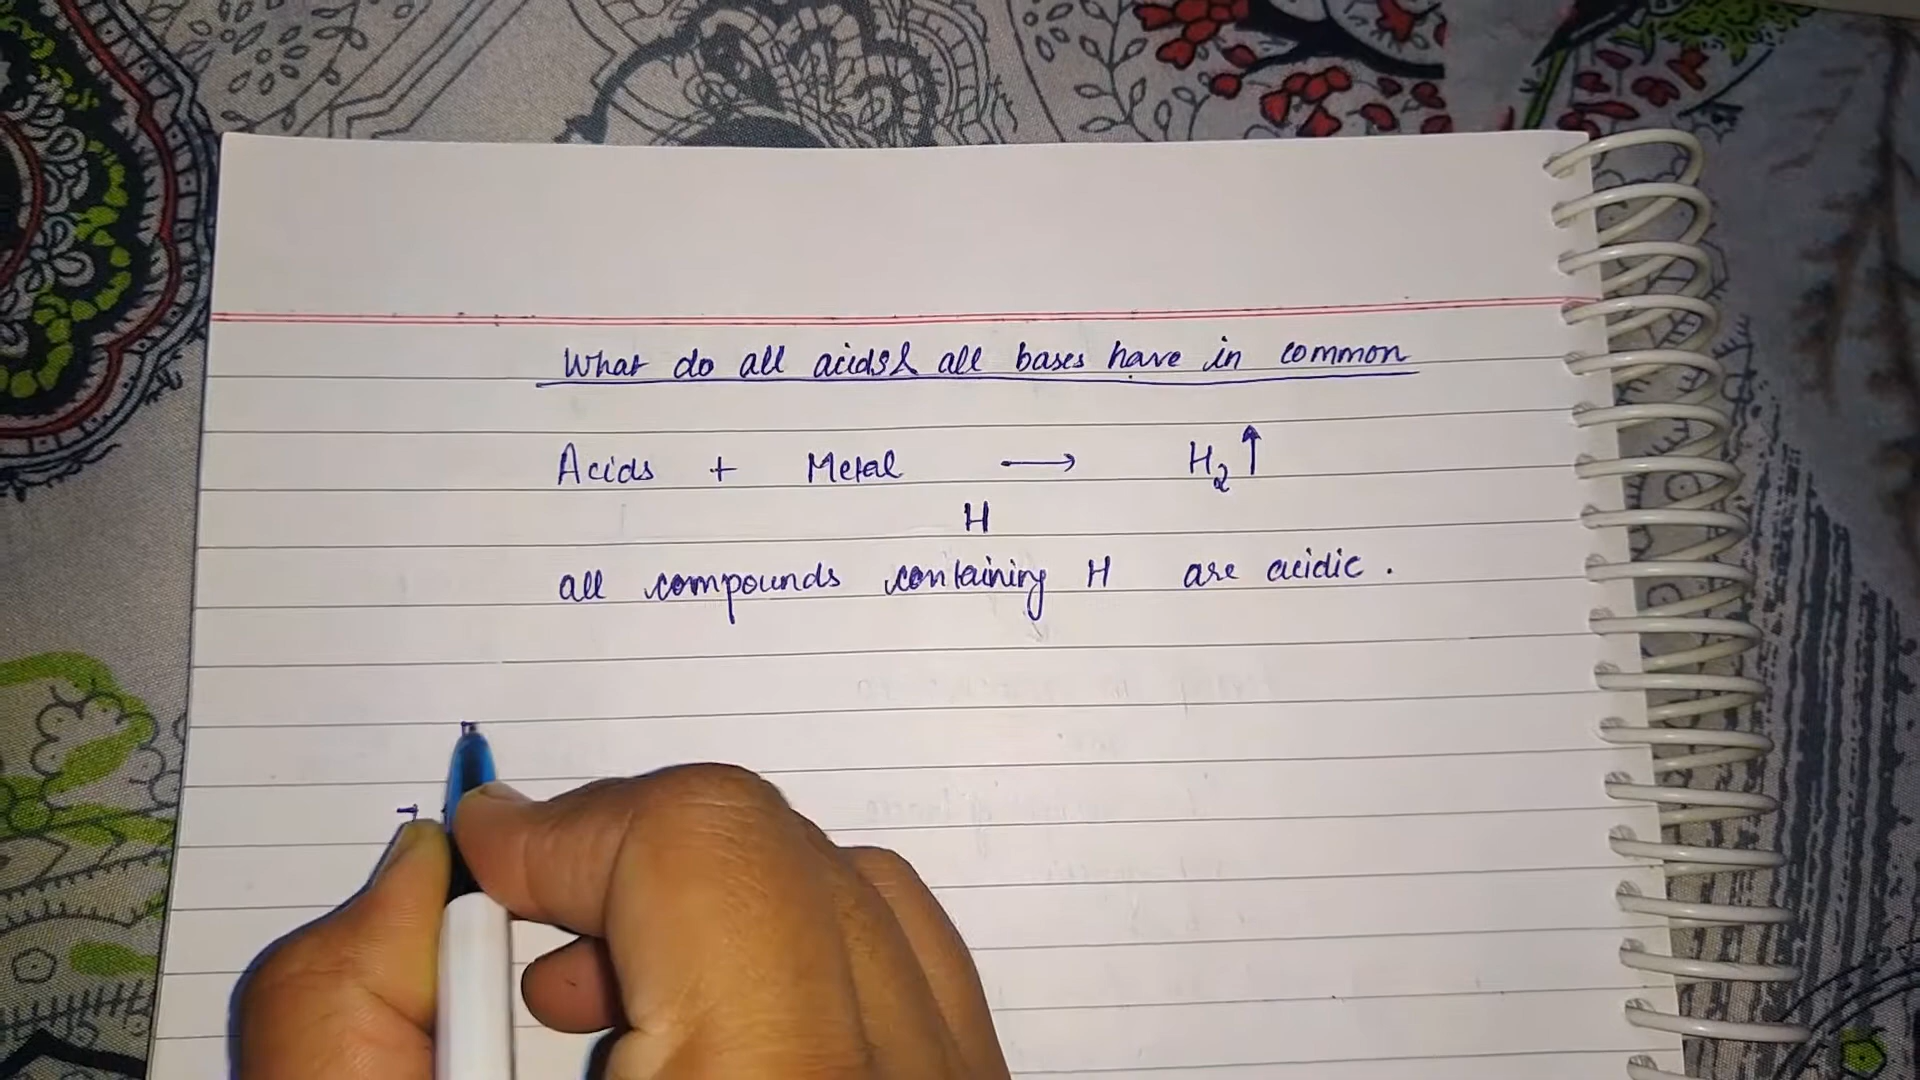 What do all acids & all bases have in common
Acids + Metal ⟶ H₂↑
H
all compounds containing H are acidic.